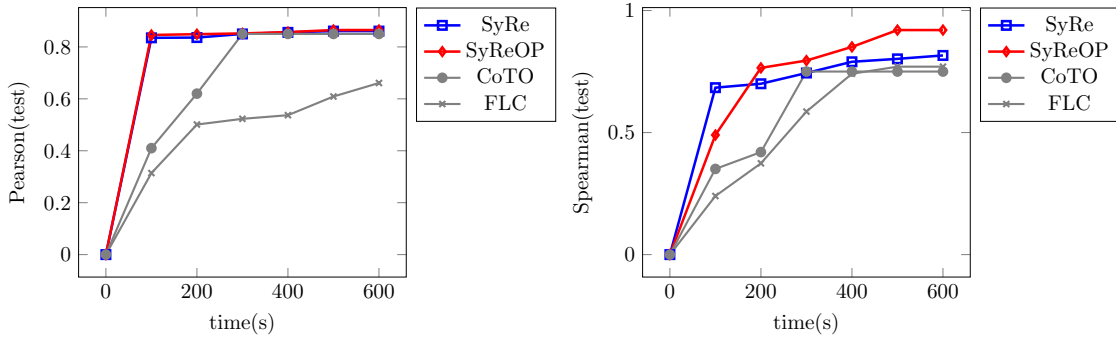 Pearson(test)
0.8
0.6
0.4
0.2
0
0
200
400
600
time(s)
SyRe
SyReOP
CoTO
FLC
Spearman(test)
1
0.5
0
0
200
400
600
time(s)
SyRe
SyReOP
CoTO
FLC